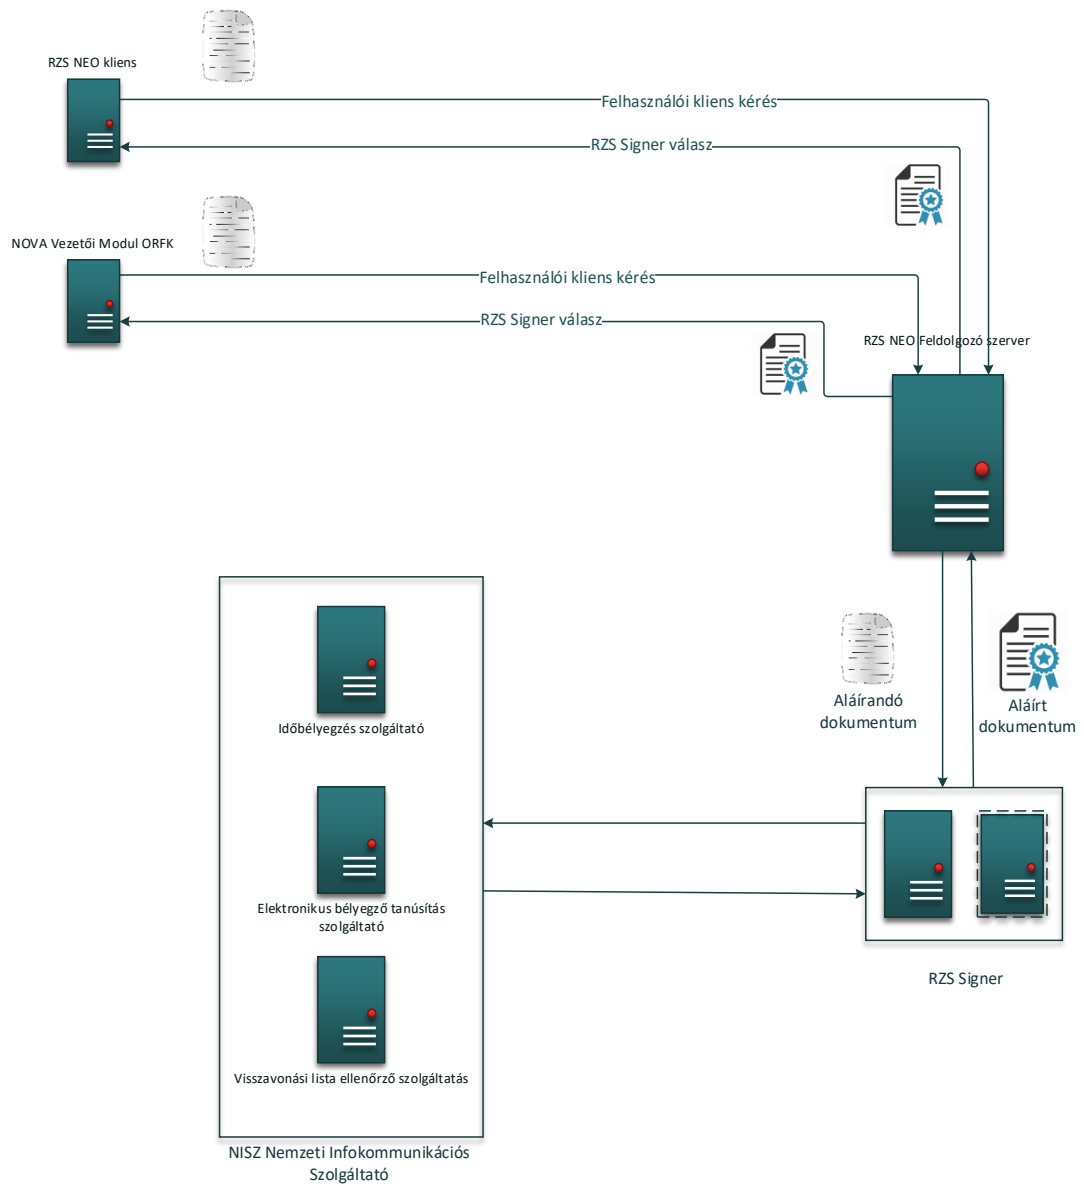 RZS NEO kliens
Felhasználói kliens kérés
RZS Signer válasz
NOVA Vezetői Modul ORFK
Felhasználói kliens kérés
RZS Signer válasz
RZS NEO Feldolgozó szerver
Aláírandó
dokumentum
Aláírt
dokumentum
Időbélyegzés szolgáltató
Elektronikus bélyegző tanúsítás
szolgáltató
RZS Signer
Visszavonási lista ellenőrző szolgáltatás
NISZ Nemzeti Infokommunikációs
Szolgáltató